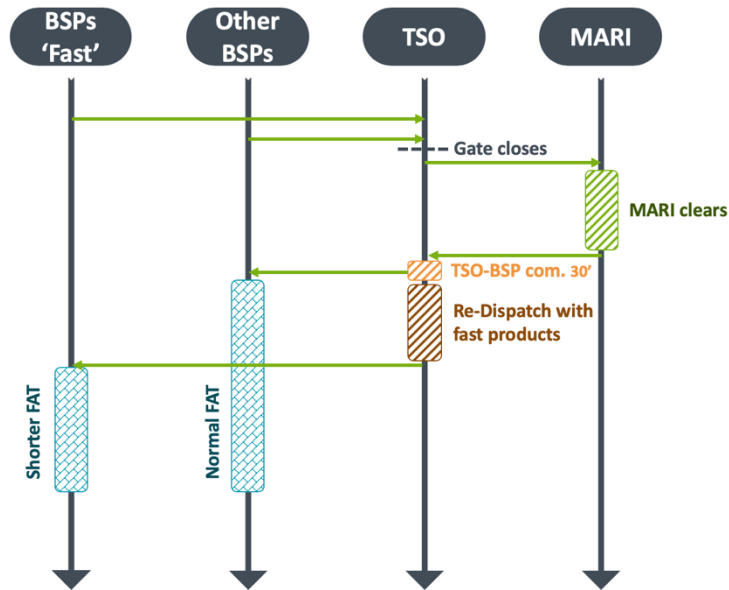 BSPs
‘Fast’
Other
BSPs
TSO
MARI
Gate closes
MARI clears
TSO-BSP com. 30’
Re-Dispatch with
fast products
Shorter FAT
Normal FAT